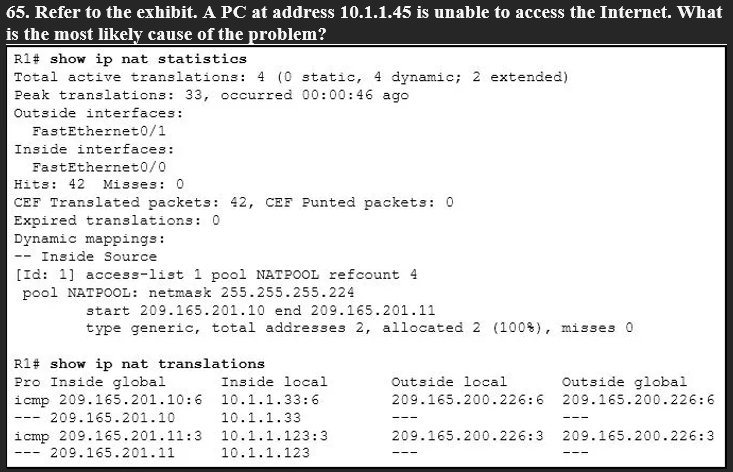 65. Refer to the exhibit. A PC at address 10.1.1.45 is unable to access the Internet. What
is the most likely cause of the problem?
R1# show ip nat statistics
Total active translations: 4 (0 static, 4 dynamic; 2 extended)
Peak translations: 33, occurred 00:00:46 ago
Outside interfaces:
  FastEthernet0/1
Inside interfaces:
  FastEthernet0/0
Hits: 42  Misses: 0
CEF Translated packets: 42, CEF Punted packets: 0
Expired translations: 0
Dynamic mappings:
-- Inside Source
[Id: 1] access-list 1 pool NATPOOL refcount 4
 pool NATPOOL: netmask 255.255.255.224
        start 209.165.201.10 end 209.165.201.11
        type generic, total addresses 2, allocated 2 (100%), misses 0
R1# show ip nat translations
Pro Inside global      Inside local       Outside local      Outside global
icmp 209.165.201.10:6  10.1.1.33:6        209.165.200.226:6  209.165.200.226:6
--- 209.165.201.10     10.1.1.33          ---                ---
icmp 209.165.201.11:3  10.1.1.123:3       209.165.200.226:3  209.165.200.226:3
--- 209.165.201.11     10.1.1.123         ---                ---